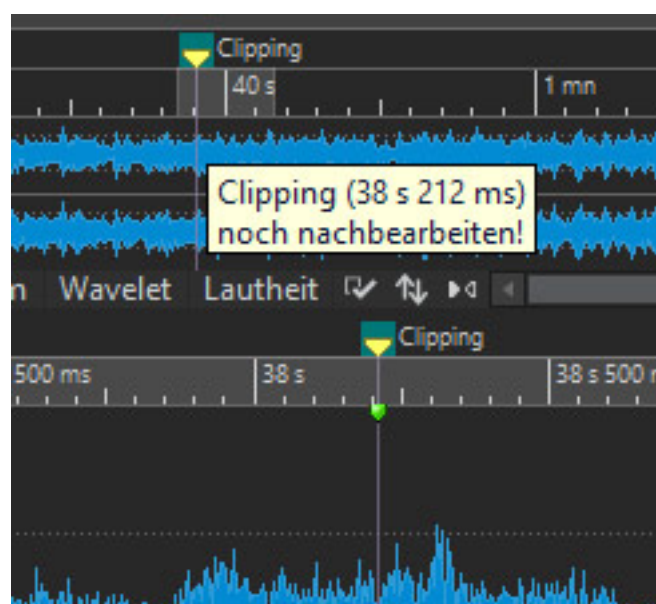 Clipping
40 s 1 mn
Clipping (38 s 212 ms)
noch nachbearbeiten!
Wavelet Lautheit
Clipping
500 ms 38 s 38 s 500